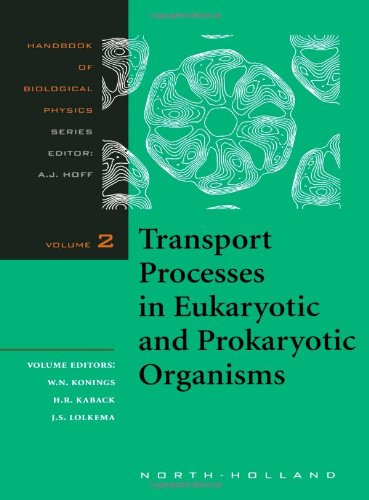 HANDBOOK
OF
BIOLOGICAL
PHYSICS
SERIES
EDITOR:
A.J. HOFF
VOLUME 2
Transport
Processes
in Eukaryotic
and Prokaryotic
Organisms
VOLUME EDITORS:
W.N. KONINGS
H.R. KABACK
J.S. LOLKEMA
NORTH-HOLLAND